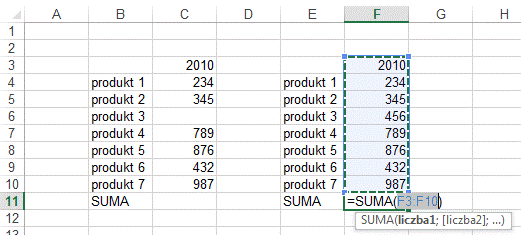 A B C D E F G H
1
2
3 2010 2010
4 produkt 1 234 produkt 1 234
5 produkt 2 345 produkt 2 345
6 produkt 3 produkt 3 456
7 produkt 4 789 produkt 4 789
8 produkt 5 876 produkt 5 876
9 produkt 6 432 produkt 6 432
10 produkt 7 987 produkt 7 987
11 SUMA SUMA =SUMA(F3:F10)
12 SUMA(liczba1; [liczba2]; ...)
13